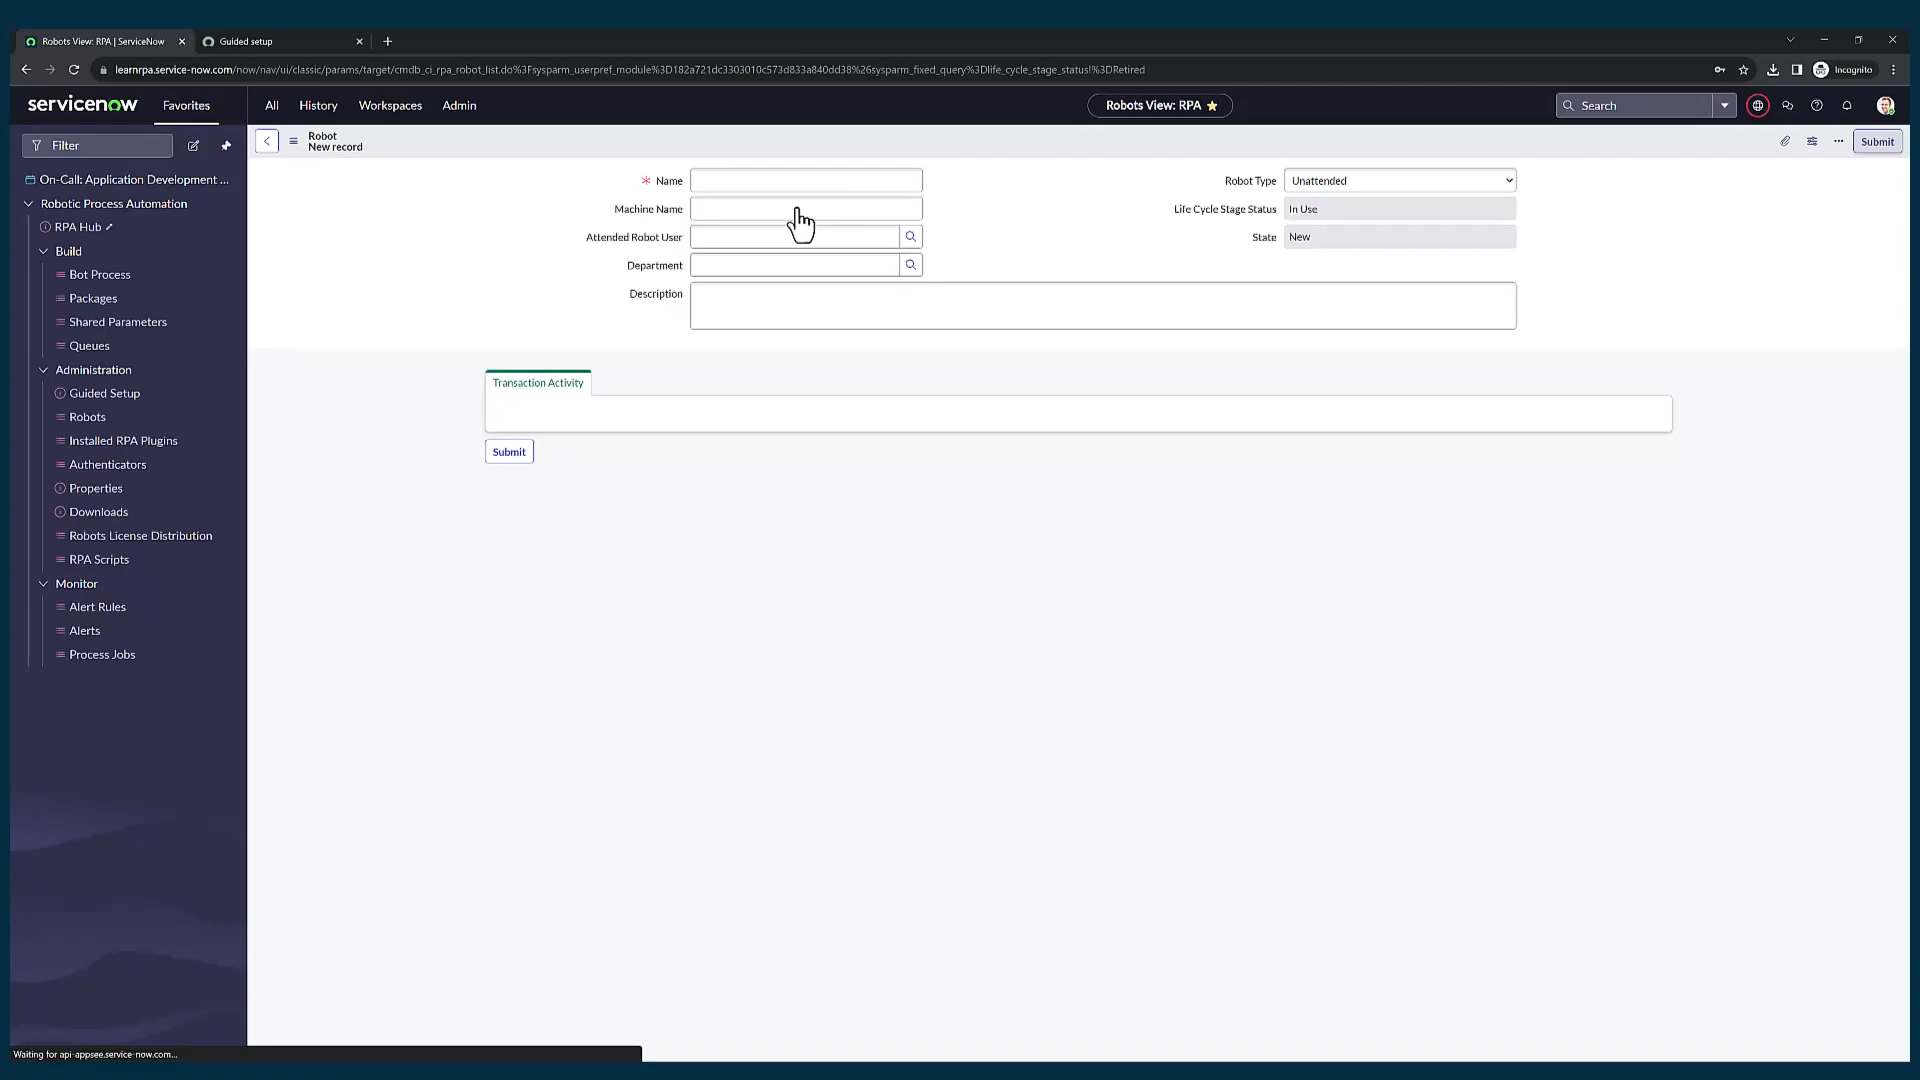 Robots View: RPA | ServiceNow
Guided setup
learnrpa.service-now.com/now/nav/ui/classic/params/target/cmdb_ci_rpa_robot_list.do%3Fsysparm_userpref_module%3D182a721dc3303010c573d833a840dd38%26sysparm_fixed_query%3Dlife_cycle_stage_status!%3DRetired
Incognito
servicenow
Favorites
All
History
Workspaces
Admin
Robots View: RPA
Search
Filter
Robot
New record
Submit
On-Call: Application Development ...
Robotic Process Automation
RPA Hub
Build
Bot Process
Packages
Shared Parameters
Queues
Administration
Guided Setup
Robots
Installed RPA Plugins
Authenticators
Properties
Downloads
Robots License Distribution
RPA Scripts
Monitor
Alert Rules
Alerts
Process Jobs
Name
Machine Name
Attended Robot User
Department
Description
Robot Type
Unattended
Life Cycle Stage Status
In Use
State
New
Transaction Activity
Submit
Waiting for api-appsee.service-now.com...